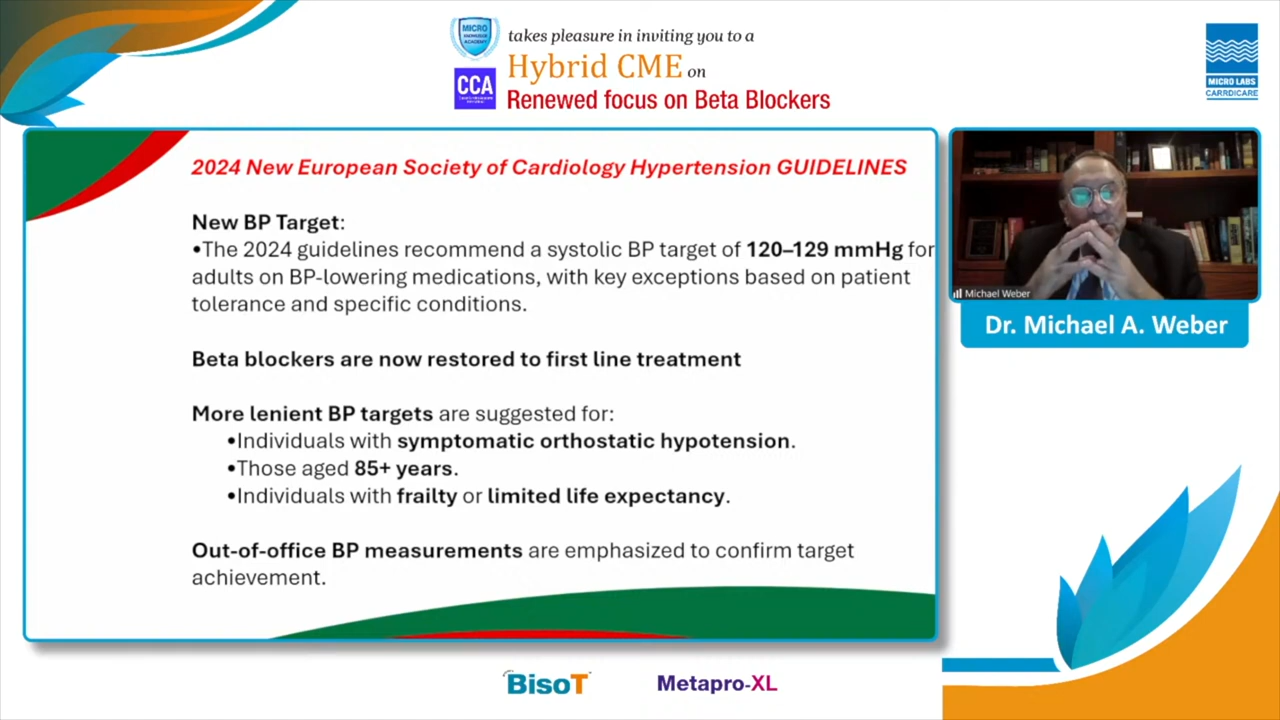 MICRO
KNOWLEDGE
ACADEMY
takes pleasure in inviting you to a
CCA
Hybrid CME on
Renewed focus on Beta Blockers
MICRO LABS
CARRDICARE
2024 New European Society of Cardiology Hypertension GUIDELINES
New BP Target:
•The 2024 guidelines recommend a systolic BP target of 120–129 mmHg for
adults on BP-lowering medications, with key exceptions based on patient
tolerance and specific conditions.
Beta blockers are now restored to first line treatment
More lenient BP targets are suggested for:
•Individuals with symptomatic orthostatic hypotension.
•Those aged 85+ years.
•Individuals with frailty or limited life expectancy.
Out-of-office BP measurements are emphasized to confirm target
achievement.
Michael Weber
Dr. Michael A. Weber
BisoT
Metapro-XL